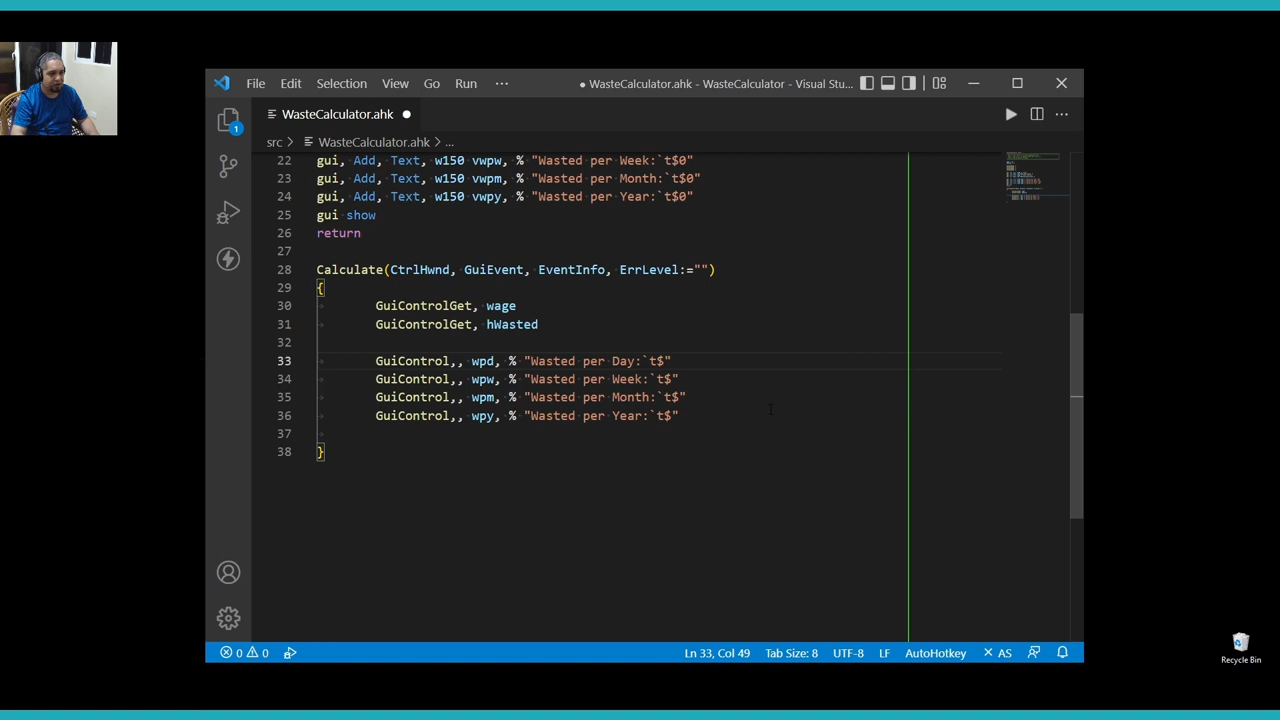 File Edit Selection View Go Run ···
● WasteCalculator.ahk - WasteCalculator - Visual Stu...
WasteCalculator.ahk ●
src > WasteCalculator.ahk > ...
1
22 gui, Add, Text, w150 vwpw, % "Wasted per Week:`t$0"
23 gui, Add, Text, w150 vwpm, % "Wasted per Month:`t$0"
24 gui, Add, Text, w150 vwpy, % "Wasted per Year:`t$0"
25 gui show
26 return
27
28 Calculate(CtrlHwnd, GuiEvent, EventInfo, ErrLevel:="")
29 {
30 GuiControlGet, wage
31 GuiControlGet, hWasted
32
33 GuiControl,, wpd, % "Wasted per Day:`t$"
34 GuiControl,, wpw, % "Wasted per Week:`t$"
35 GuiControl,, wpm, % "Wasted per Month:`t$"
36 GuiControl,, wpy, % "Wasted per Year:`t$"
37
38 }
0 0 Ln 33, Col 49 Tab Size: 8 UTF-8 LF AutoHotkey × AS
Recycle Bin